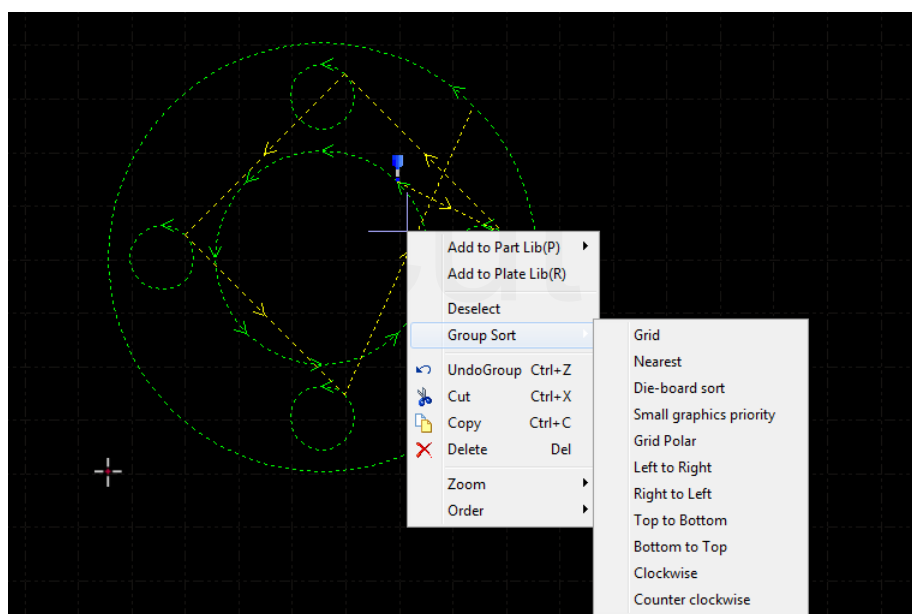 Add to Part Lib(P)
Add to Plate Lib(R)
Deselect
Group Sort
UndoGroup Ctrl+Z
Cut Ctrl+X
Copy Ctrl+C
Delete Del
Zoom
Order
Grid
Nearest
Die-board sort
Small graphics priority
Grid Polar
Left to Right
Right to Left
Top to Bottom
Bottom to Top
Clockwise
Counter clockwise